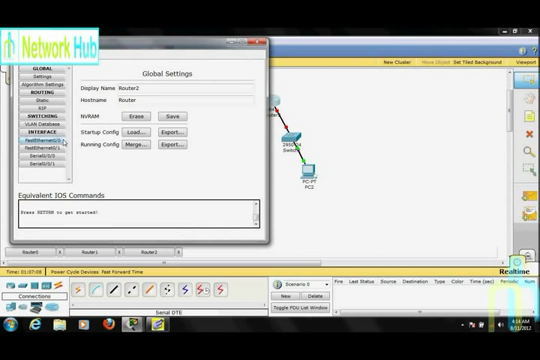 Network Hub
New Cluster
Move Object
Set Tiled Background
Viewport
GLOBAL
Settings
Algorithm Settings
ROUTING
Static
RIP
SWITCHING
VLAN Database
INTERFACE
FastEthernet0/0
FastEthernet0/1
Serial0/0/0
Serial0/0/1
Global Settings
Display Name Router2
Hostname Router
NVRAM Erase Save
Startup Config Load... Export...
Running Config Merge... Export...
Equivalent IOS Commands
Press RETURN to get started!
PC-PT
PC2
Router0 X Router1 X Router2 X
Time: 01:07:08 Power Cycle Devices Fast Forward Time
Realtime
Connections
Serial DTE
Scenario 0
New Delete
Toggle PDU List Window
Fire Last Status Source Destination Type Color Time (sec) Periodic Num
4:14 AM